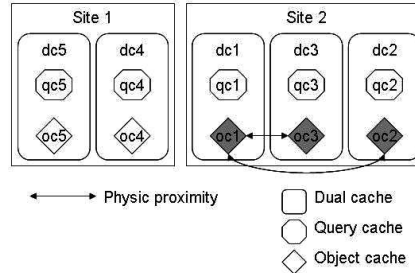 Site 1
Site 2
dc5 dc4 dc1 dc3 dc2
qc5 qc4 qc1 qc3 qc2
oc5 oc4 oc1 oc3 oc2
Physic proximity
Dual cache
Query cache
Object cache